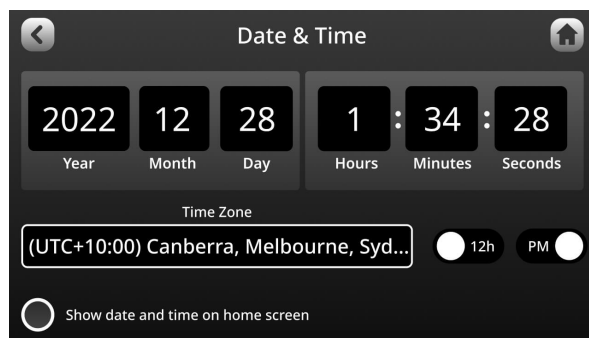 Date & Time
2022 12 28 1 : 34 : 28
Year Month Day Hours Minutes Seconds
Time Zone
(UTC+10:00) Canberra, Melbourne, Syd... 12h PM
Show date and time on home screen